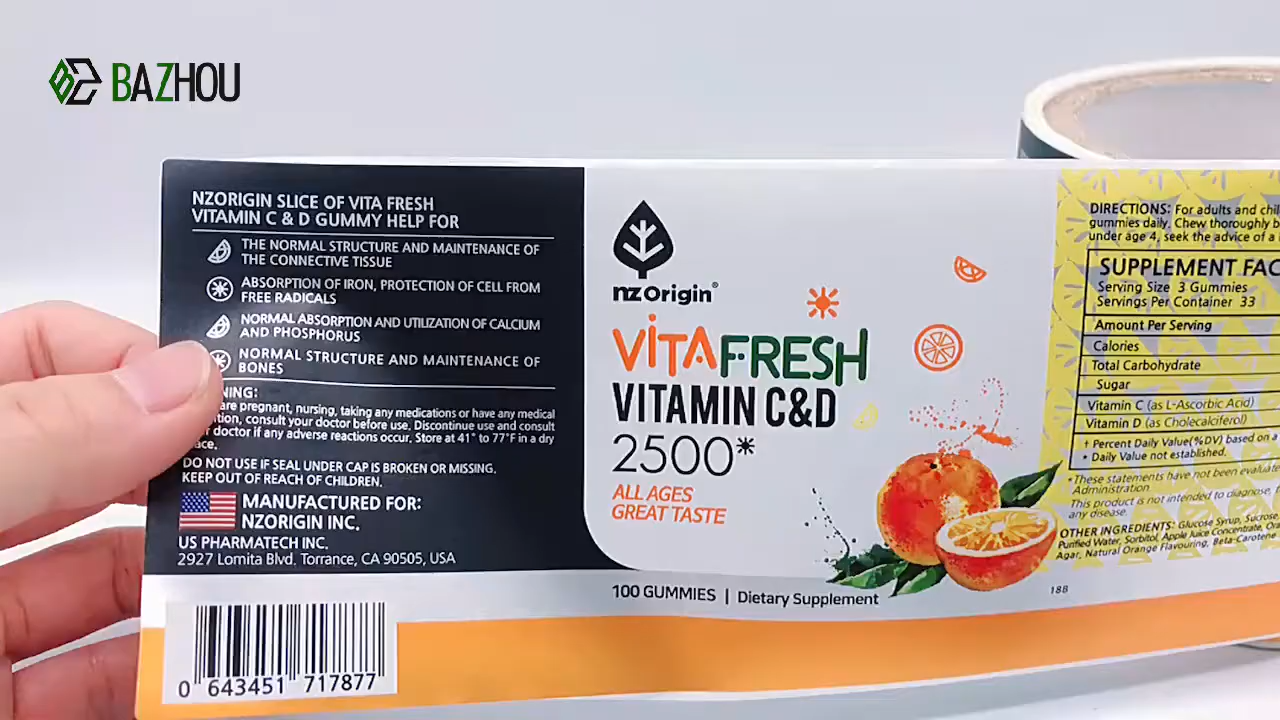 BAZHOU
NZORIGIN SLICE OF VITA FRESH
VITAMIN C & D GUMMY HELP FOR
THE NORMAL STRUCTURE AND MAINTENANCE OF
THE CONNECTIVE TISSUE
ABSORPTION OF IRON, PROTECTION OF CELL FROM
FREE RADICALS
NORMAL ABSORPTION AND UTILIZATION OF CALCIUM
AND PHOSPHORUS
NORMAL STRUCTURE AND MAINTENANCE OF
BONES
are pregnant, nursing, taking any medications or have any medical
consult your doctor before use. Discontinue use and consult
doctor if any adverse reactions occur. Store at 41° to 77°F in a dry
DO NOT USE IF SEAL UNDER CAP IS BROKEN OR MISSING.
KEEP OUT OF REACH OF CHILDREN.
MANUFACTURED FOR:
NZORIGIN INC.
US PHARMATECH INC.
2927 Lomita Blvd. Torrance, CA 90505, USA
0 643451 717877
nzorigin®
VITAFRESH
VITAMIN C&D
2500*
ALL AGES
GREAT TASTE
100 GUMMIES | Dietary Supplement
DIRECTIONS: For adults and
gummies daily. Chew thoroughly
under age 4, seek the advice of a
SUPPLEMENT
Serving Size 3 Gummies
Servings Per Container 33
Amount Per Serving
Calories
Total Carbohydrate
Sugar
Vitamin C (as L-Ascorbic Acid)
Vitamin D (as Cholecalciferol)
† Percent Daily Value(%DV) based on a
* Daily Value not established.
*These statements have not been
Administration
This product is not intended to diagnose,
any disease.
OTHER INGREDIENTS: Glucose Syrup, Sucrose,
Purified Water, Sorbitol, Apple Juice Concentrate,
Agar, Natural Orange Flavouring, Beta-Carotene
18B